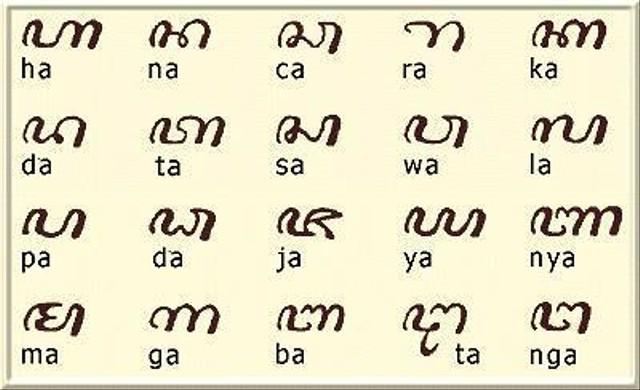 ꦲ ꦤ ꦕ ꦫ ꦏ
ha na ca ra ka
ꦢ ꦠ ꦱ ꦮ ꦭ
da ta sa wa la
ꦥ ꦝ ꦗ ꦪ ꦚ
pa da ja ya nya
ꦩ ꦒ ꦧ ꦛ ꦔ
ma ga ba ta nga